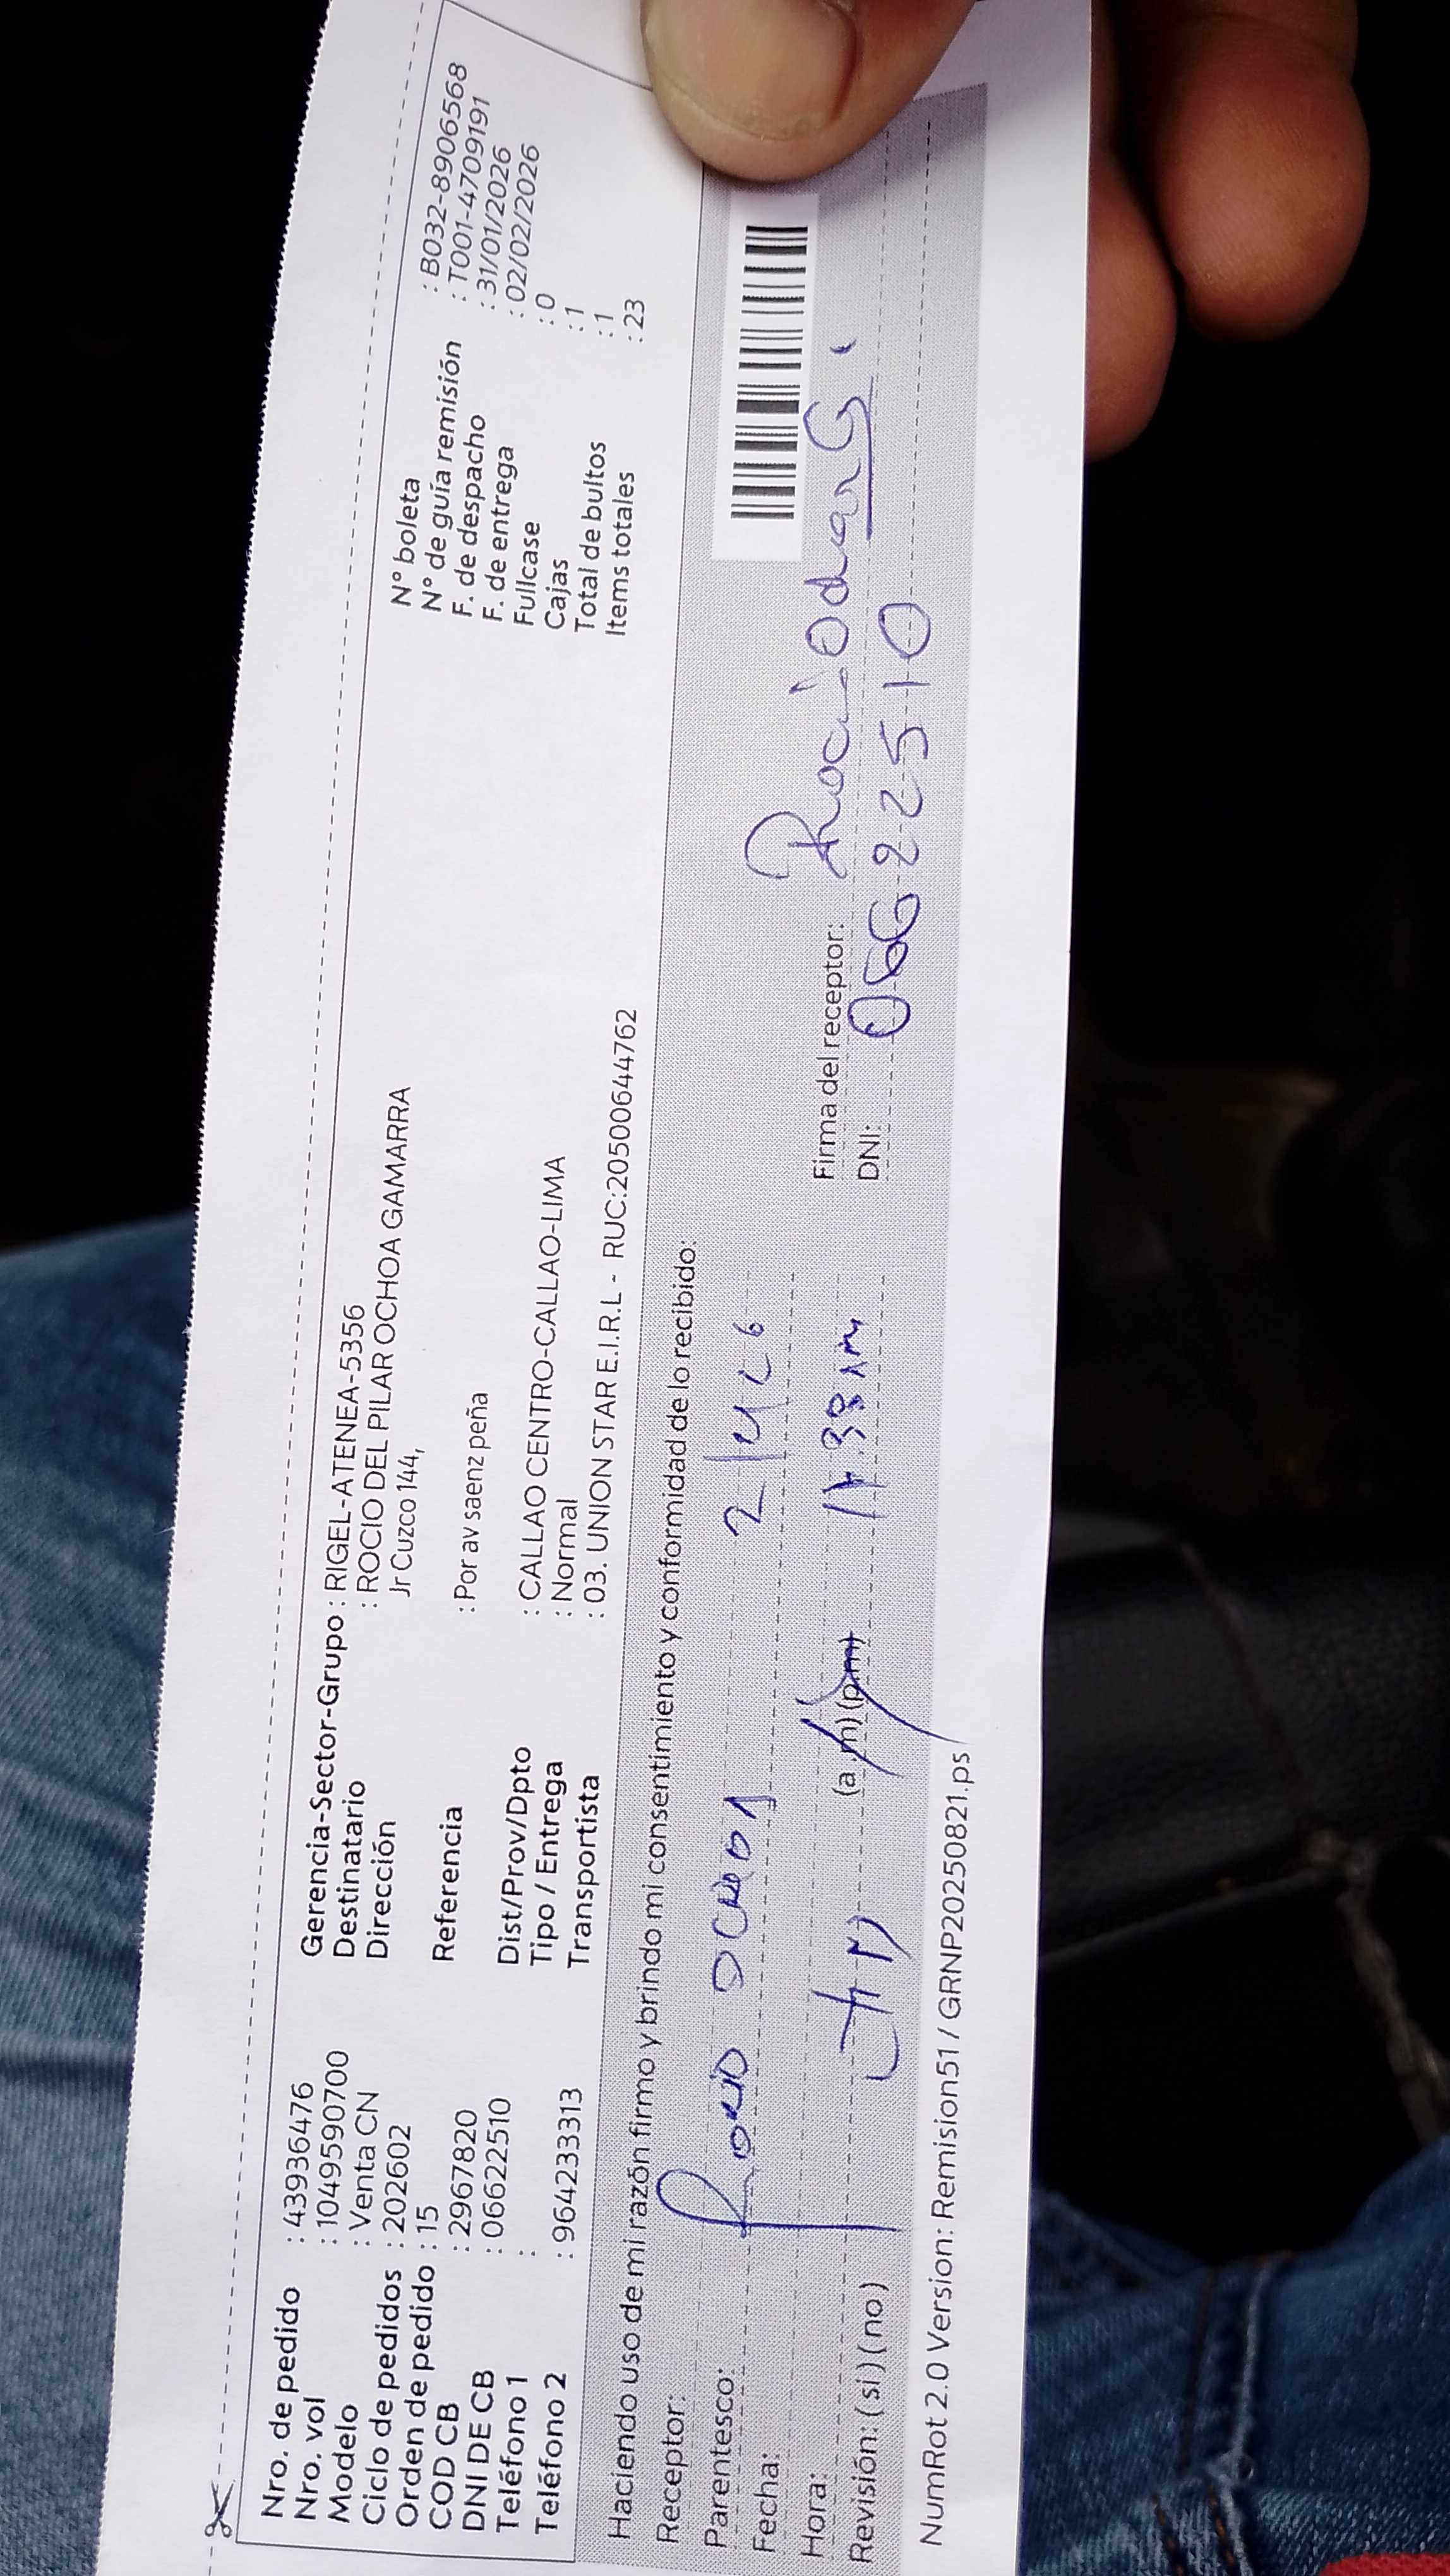 Nro. de pedido : 43936476
Nro. vol : 1049590700
Modelo : Venta CN
Ciclo de pedidos : 202602
Orden de pedido : 15
COD CB : 2967820
DNI DE CB : 06622510
Teléfono 1 :
Teléfono 2 : 964233313
Gerencia-Sector-Grupo : RIGEL-ATENEA-5356
Destinatario : ROCIO DEL PILAR OCHOA GAMARRA
Dirección Jr Cuzco 144,
Referencia : Por av saenz peña
Dist/Prov/Dpto : CALLAO CENTRO-CALLAO-LIMA
Tipo / Entrega : Normal
Transportista : 03. UNION STAR E.I.R.L - RUC:20500644762
N° boleta : B032-8906568
N° de guía remisión : T001-4709191
F. de despacho : 31/01/2026
F. de entrega : 02/02/2026
Fullcase : 0
Cajas : 1
Total de bultos : 1
Items totales : 23
Haciendo uso de mi razón firmo y brindo mi consentimiento y conformidad de lo recibido:
Receptor: Rocio Ochoa
Parentesco:
Fecha:
Hora: (a.m) (p.m)
Revisión: (si) (no)
Firma del receptor: Rocio
DNI: 06622510
NumRot 2.0 Version: Remision51 / GRNP20250821.ps